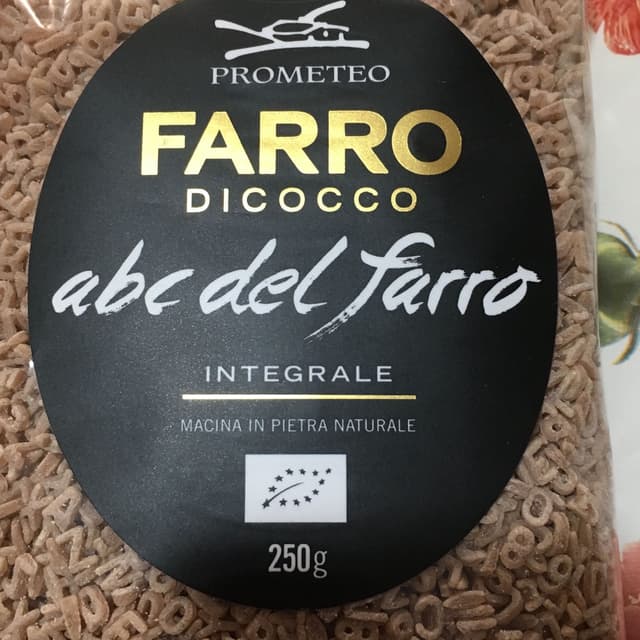 PROMETEO
FARRO
DICOCCO
abc del farro
INTEGRALE
MACINA IN PIETRA NATURALE
250g